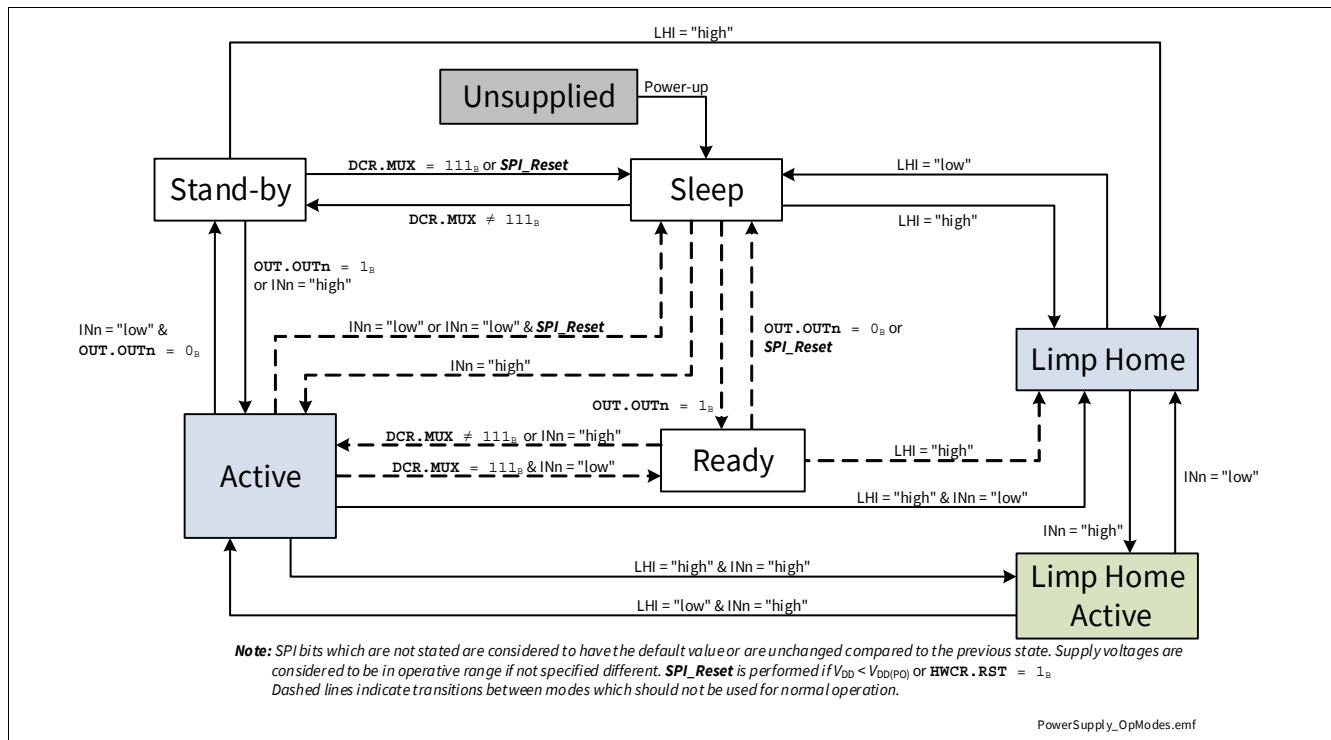 LHI = "high"
Unsupplied
Power-up
DCR.MUX = 111B or SPI_Reset
LHI = "low"
Stand-by
Sleep
DCR.MUX ≠ 111B
LHI = "high"
OUT.OUTn = 1B
or INn = "high"
INn = "low" &
OUT.OUTn = 0B
INn = "low" or INn = "low" & SPI_Reset
OUT.OUTn = 0B or
SPI_Reset
Limp Home
INn = "high"
OUT.OUTn = 1B
DCR.MUX ≠ 111B or INn = "high"
Ready
LHI = "high"
Active
DCR.MUX = 111B & INn = "low"
INn = "low"
LHI = "high" & INn = "low"
INn = "high"
LHI = "high" & INn = "high"
Limp Home
Active
LHI = "low" & INn = "high"
Note: SPI bits which are not stated are considered to have the default value or are unchanged compared to the previous state. Supply voltages are
considered to be in operative range if not specified different. SPI_Reset is performed if VDD < VDD(PO) or HWCR.RST = 1B
Dashed lines indicate transitions between modes which should not be used for normal operation.
PowerSupply_OpModes.emf